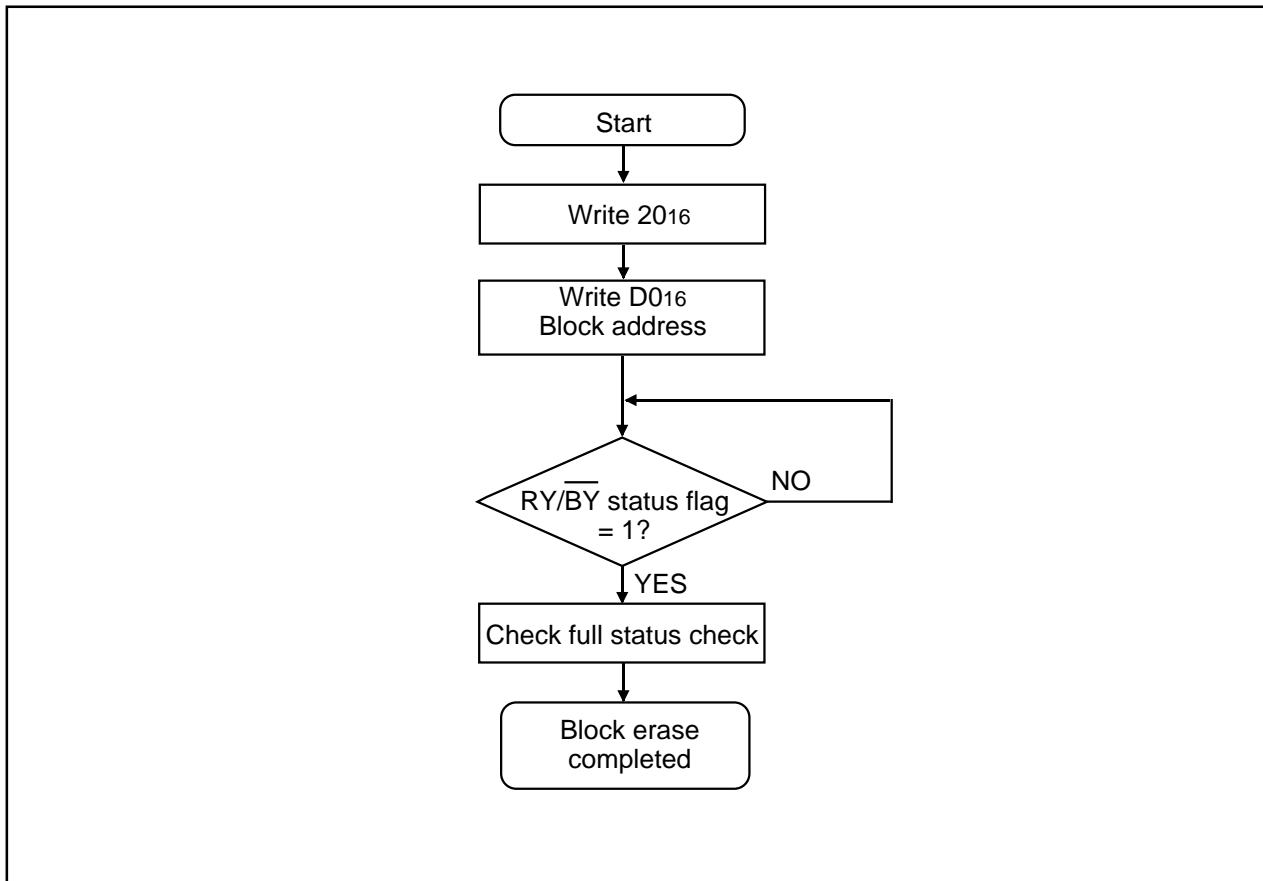 Start
Write 2016
Write D016
Block address
NO
RY/B̅Y̅ status flag
= 1?
YES
Check full status check
Block erase
completed